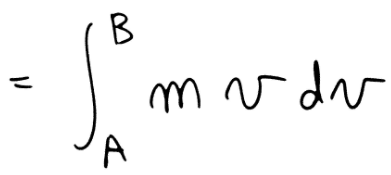 = ∫_A^B m v dv